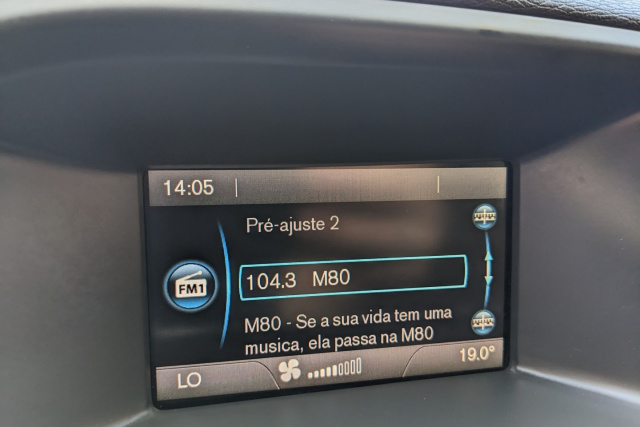 14:05
Pré-ajuste 2
FM1
104.3 M80
M80 - Se a sua vida tem uma
musica, ela passa na M80
LO
19.0°